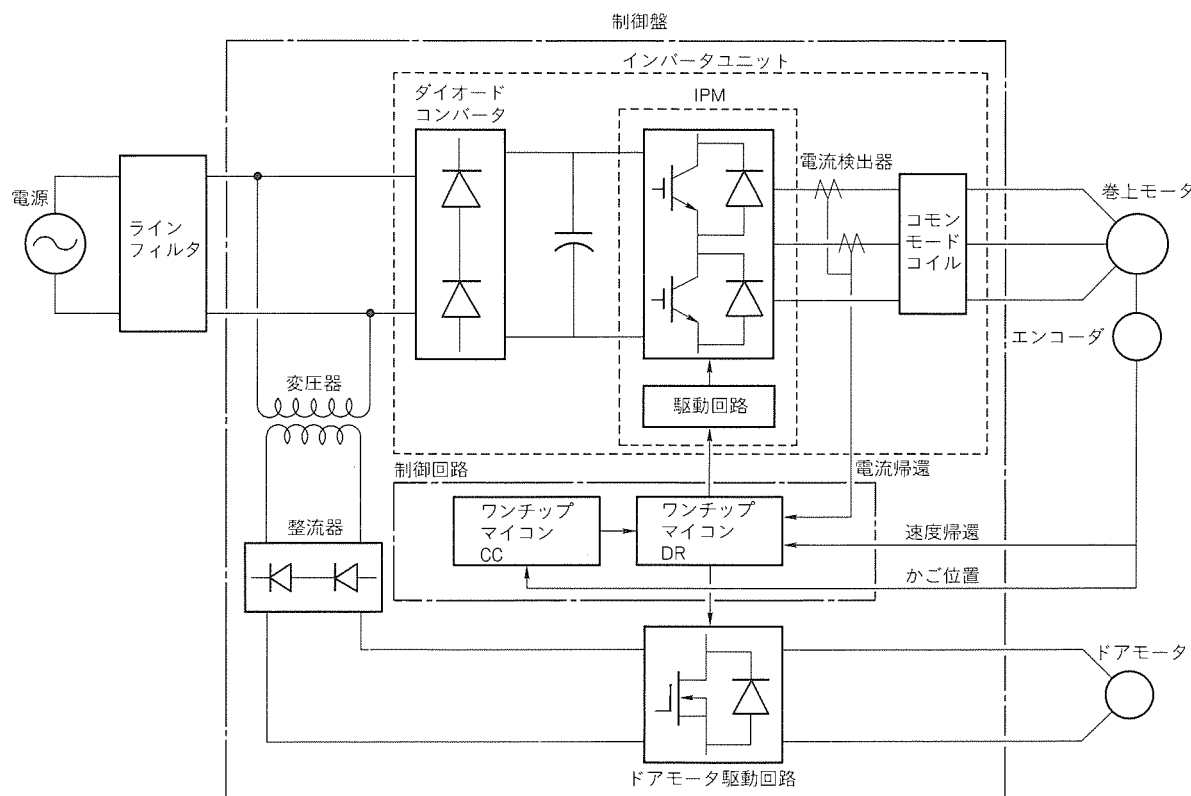 制御盤
インバータユニット
ダイオード
コンバータ
IPM
電流検出器
巻上モータ
電源
ライン
フィルタ
コモン
モード
コイル
エンコーダ
変圧器
駆動回路
制御回路
電流帰還
ワンチップ
マイコン
CC
ワンチップ
マイコン
DR
整流器
速度帰還
かご位置
ドアモータ
ドアモータ駆動回路